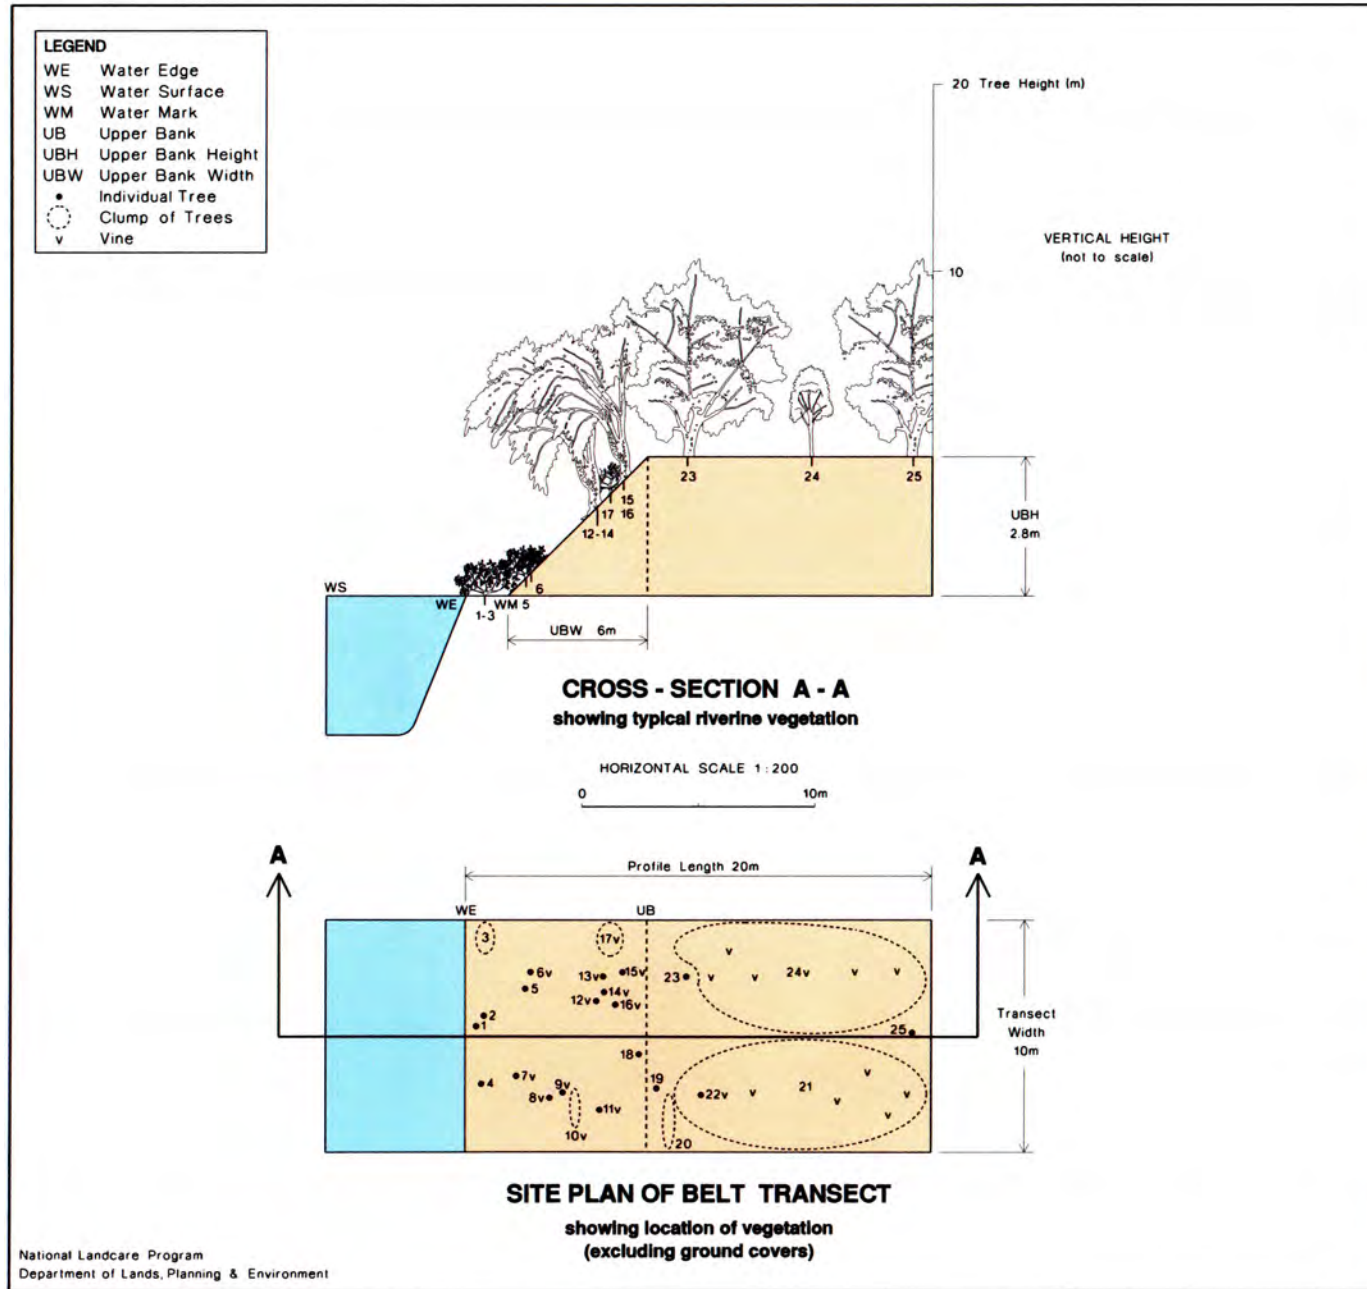 LEGEND
WE Water Edge
WS Water Surface
WM Water Mark
UB Upper Bank
UBH Upper Bank Height
UBW Upper Bank Width
Individual Tree
Clump of Trees
v Vine
20 Tree Height (m)
VERTICAL HEIGHT
(not to scale)
10
23
24
25
15
17 16
12-14
UBH
2.8m
6
WS
WE
WM 5
1-3
UBW 6m
CROSS - SECTION A - A
showing typical riverine vegetation
HORIZONTAL SCALE 1:200
0
10m
A
A
Profile Length 20m
WE
UB
3
17v
v
6v
13v
15v
23
v
v
24v
v
v
5
14v
12v
16v
2
1
25
Transect
Width
10m
18
4
7v
9v
8v
19
22v
v
21
v
v
v
v
11v
10v
20
SITE PLAN OF BELT TRANSECT
showing location of vegetation
(excluding ground covers)
National Landcare Program
Department of Lands, Planning & Environment